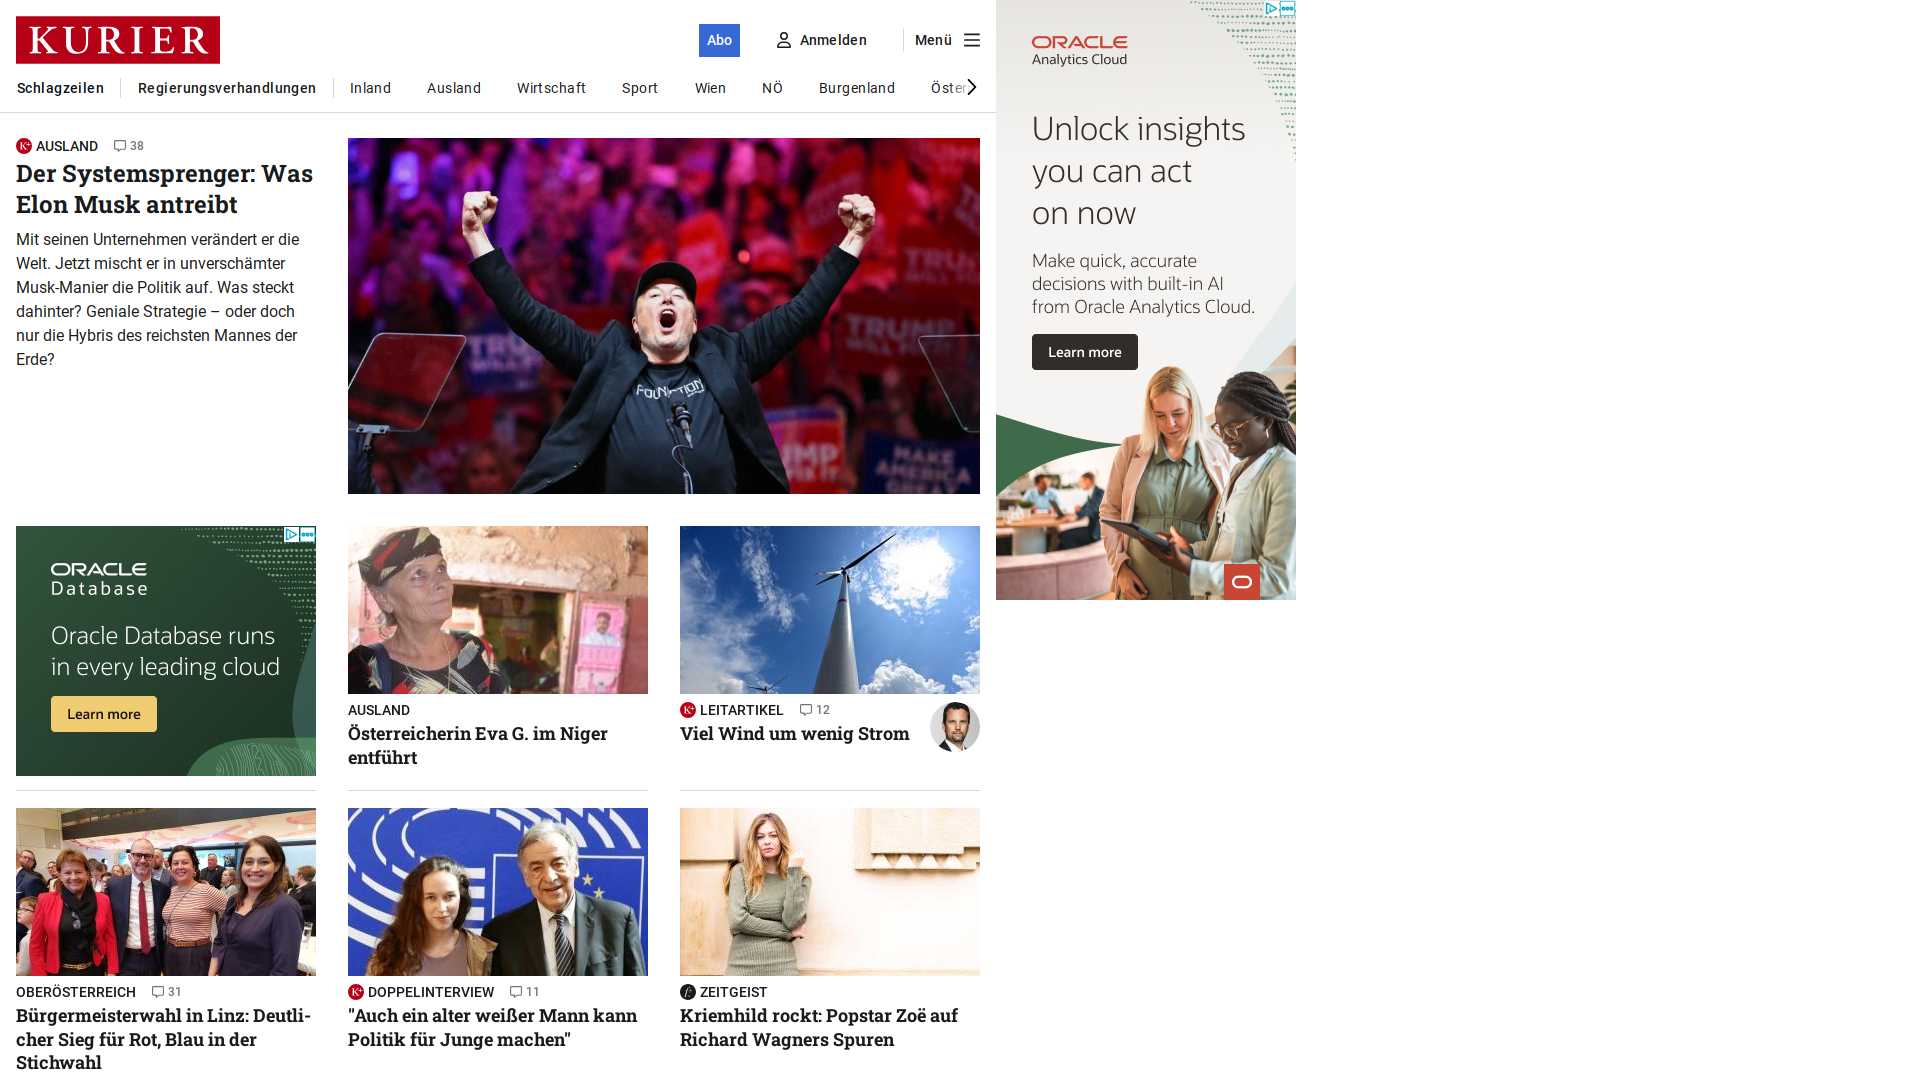 KURIER
Abo
Anmelden
Menü
Schlagzeilen
Regierungsverhandlungen
Inland
Ausland
Wirtschaft
Sport
Wien
NÖ
Burgenland
AUSLAND
38
Der Systemsprenger: Was
Elon Musk antreibt
Mit seinen Unternehmen verändert er die
Welt. Jetzt mischt er in unverschämter
Musk-Manier die Politik auf. Was steckt
dahinter? Geniale Strategie – oder doch
nur die Hybris des reichsten Mannes der
Erde?
TRUMP
TRUMP
MAKE
AMERICA
GREAT
ORACLE
Analytics Cloud
Unlock insights
you can act
on now
Make quick, accurate
decisions with built-in AI
from Oracle Analytics Cloud.
Learn more
ORACLE
Database
Oracle Database runs
in every leading cloud
Learn more
AUSLAND
Österreicherin Eva G. im Niger
entführt
LEITARTIKEL
12
Viel Wind um wenig Strom
OBERÖSTERREICH
31
Bürgermeisterwahl in Linz: Deutli-
cher Sieg für Rot, Blau in der
Stichwahl
DOPPELINTERVIEW
11
"Auch ein alter weißer Mann kann
Politik für Junge machen"
ZEITGEIST
Kriemhild rockt: Popstar Zoë auf
Richard Wagners Spuren